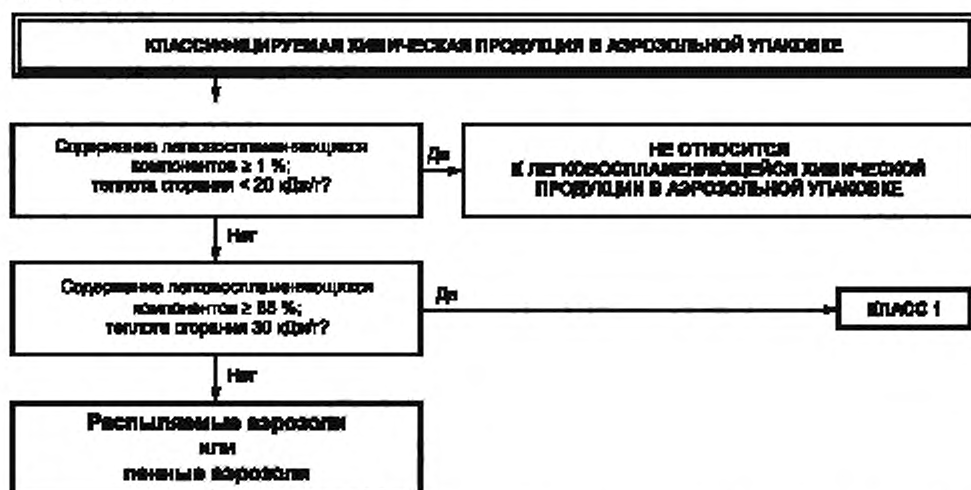 КЛАССИФИЦИРУЕМАЯ ХИМИЧЕСКАЯ ПРОДУКЦИЯ В АЭРОЗОЛЬНОЙ УПАКОВКЕ
Содержание легковоспламеняющихся
компонентов ≥ 1 %;
теплота сгорания < 20 кДж/г?
Да
НЕ ОТНОСИТСЯ
К ЛЕГКОВОСПЛАМЕНЯЮЩЕЙСЯ ХИМИЧЕСКОЙ
ПРОДУКЦИИ В АЭРОЗОЛЬНОЙ УПАКОВКЕ
Нет
Содержание легковоспламеняющихся
компонентов ≥ 85 %;
теплота сгорания 30 кДж/г?
Да
КЛАСС 1
Нет
Распыляемые аэрозоли
или
пенные аэрозоли